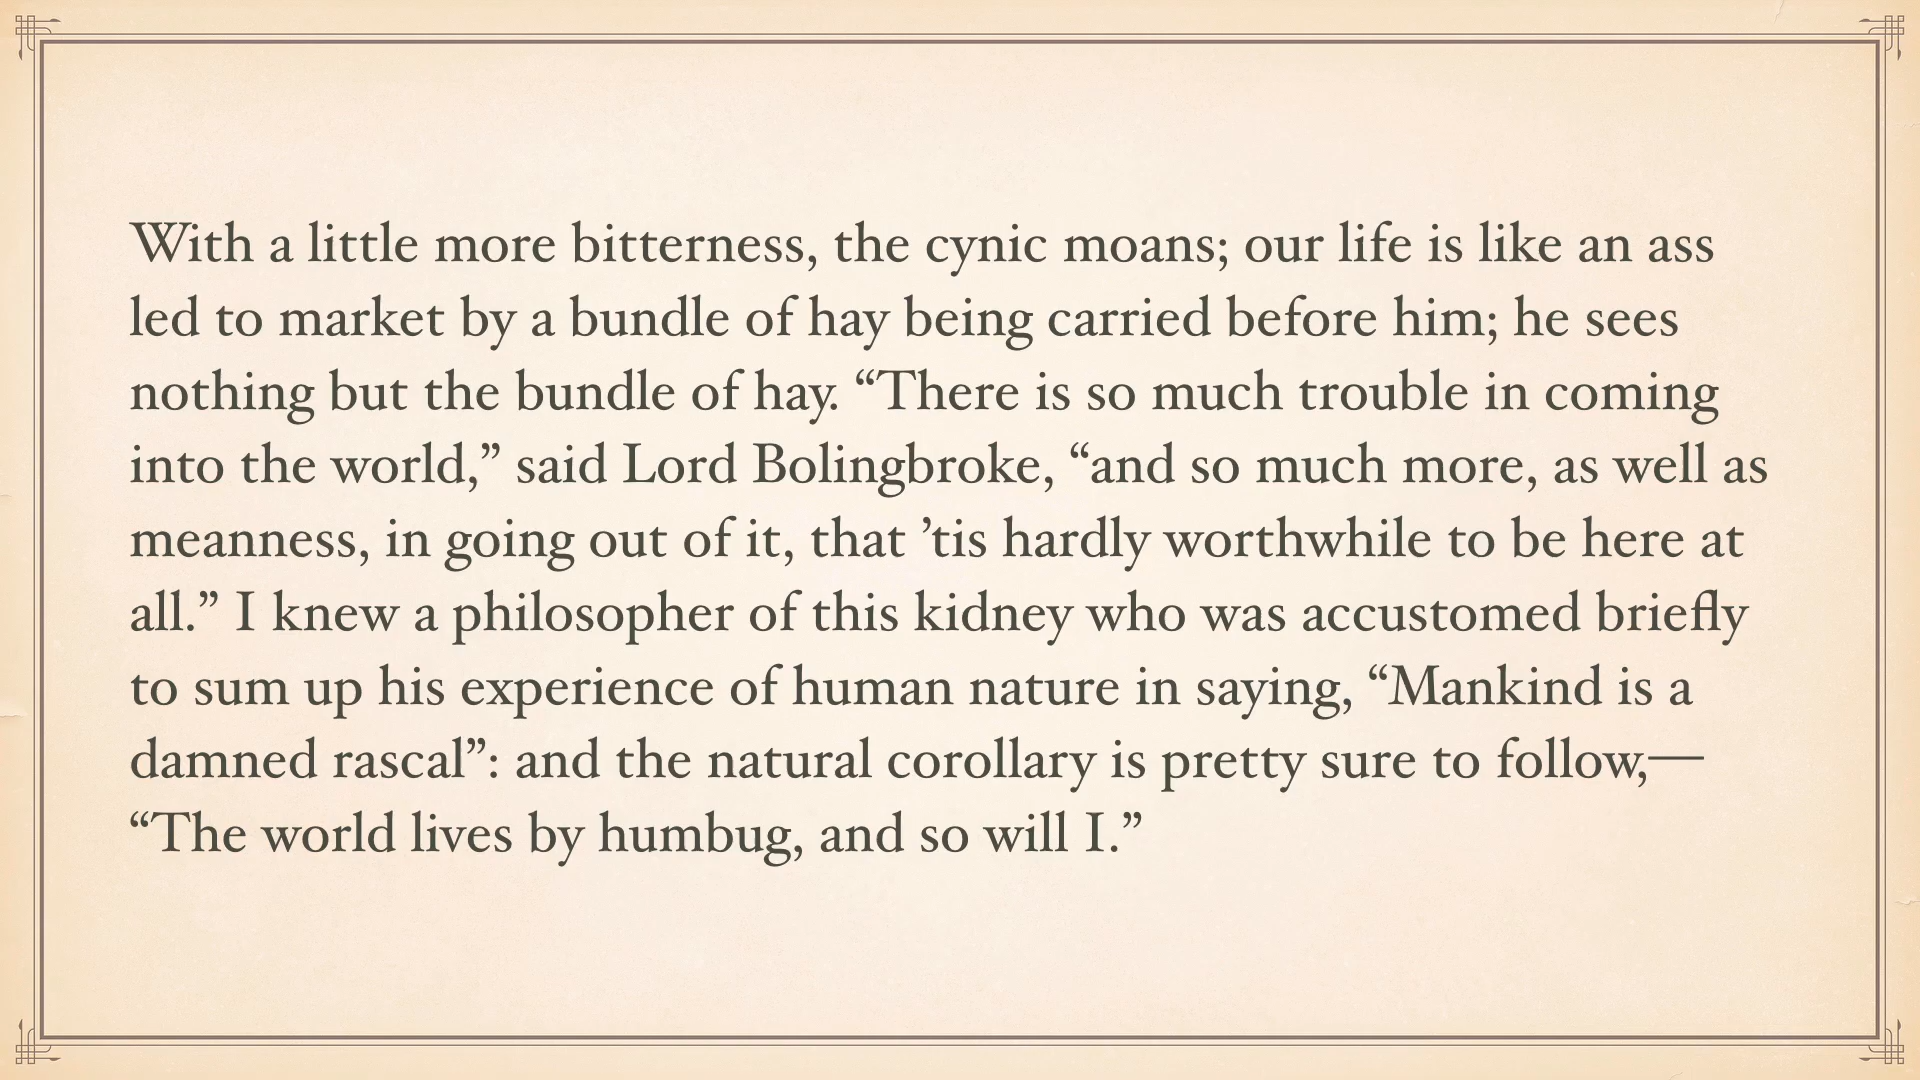 With a little more bitterness, the cynic moans; our life is like an ass
led to market by a bundle of hay being carried before him; he sees
nothing but the bundle of hay. “There is so much trouble in coming
into the world,” said Lord Bolingbroke, “and so much more, as well as
meanness, in going out of it, that ’tis hardly worthwhile to be here at
all.” I knew a philosopher of this kidney who was accustomed briefly
to sum up his experience of human nature in saying, “Mankind is a
damned rascal”: and the natural corollary is pretty sure to follow,—
“The world lives by humbug, and so will I.”